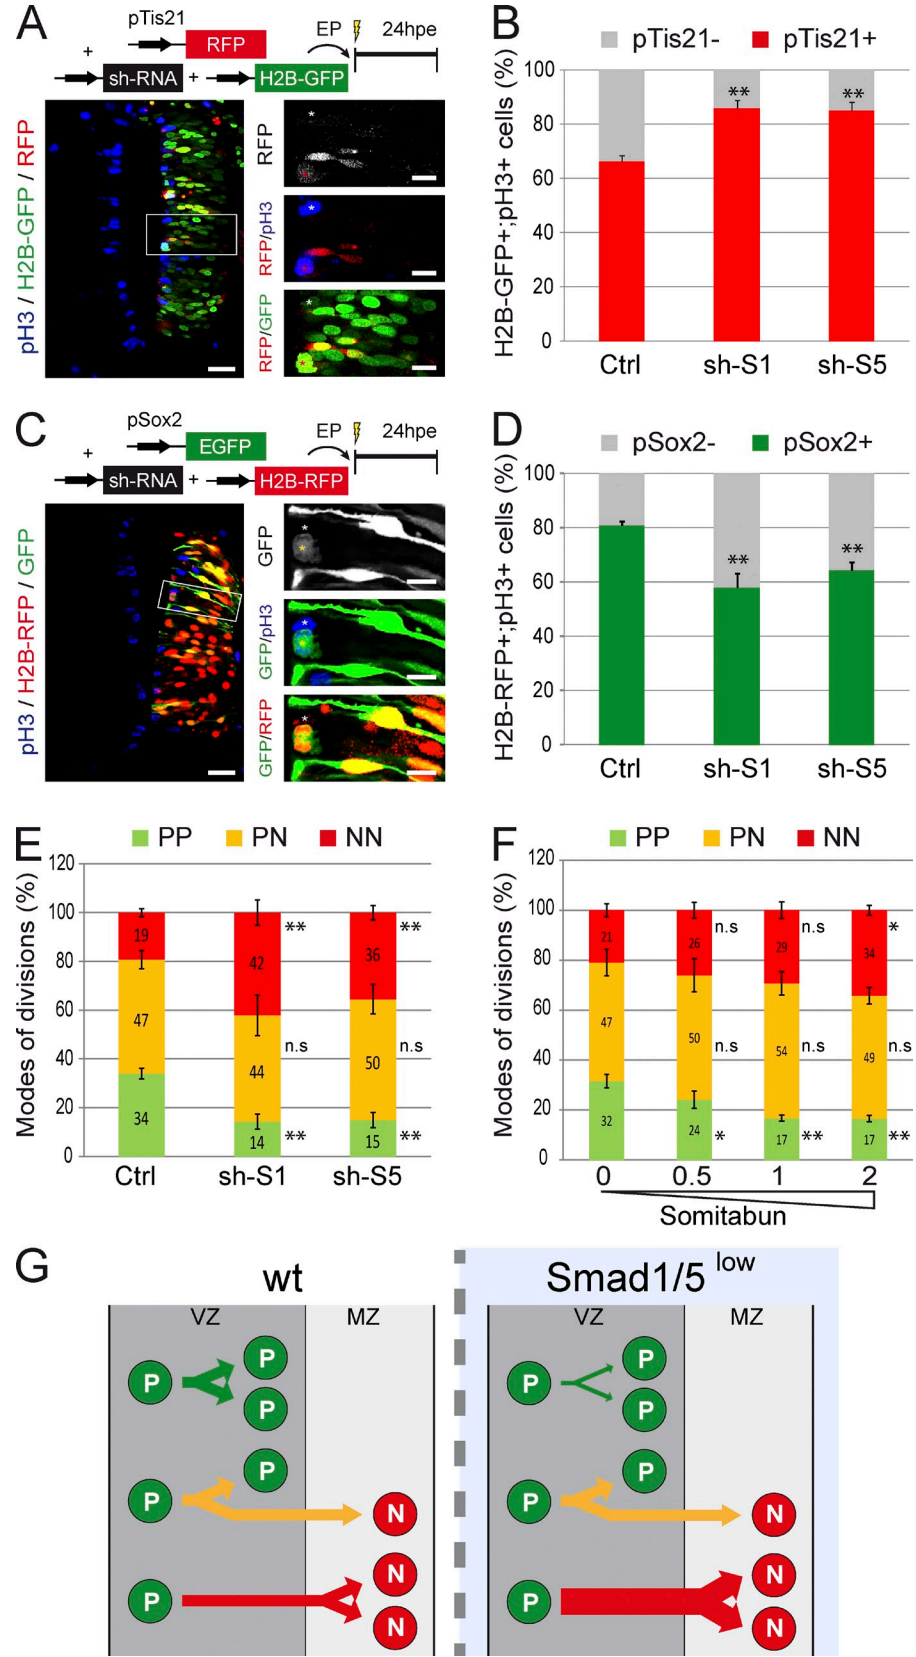 A
pTis21
RFP
+
sh-RNA
+
H2B-GFP
EP
24hpe
pH3 / H2B-GFP / RFP
RFP
*
*
RFP/pH3
*
*
RFP/GFP
*
*
B
pTis21- pTis21+
H2B-GFP+;pH3+ cells (%)
100
80
60
40
20
0
**
**
Ctrl sh-S1 sh-S5
C
pSox2
EGFP
+
sh-RNA
+
H2B-RFP
EP
24hpe
pH3 / H2B-RFP / GFP
GFP
*
*
GFP/pH3
*
*
GFP/RFP
*
*
D
pSox2- pSox2+
H2B-RFP+;pH3+ cells (%)
100
80
60
40
20
0
**
**
Ctrl sh-S1 sh-S5
E
PP PN NN
Modes of divisions (%)
120
100
80
60
40
20
0
19
47
34
42
44
14
**
n.s
**
36
50
15
**
n.s
**
Ctrl sh-S1 sh-S5
F
PP PN NN
Modes of divisions (%)
120
100
80
60
40
20
0
21
47
32
26
50
24
n.s
n.s
*
29
54
17
n.s
n.s
**
34
49
17
*
n.s
**
0 0.5 1 2
Somitabun
G
wt
VZ MZ
P P
P
P P
N
P N
N
Smad1/5 low
VZ MZ
P P
P
P P
N
P N
N